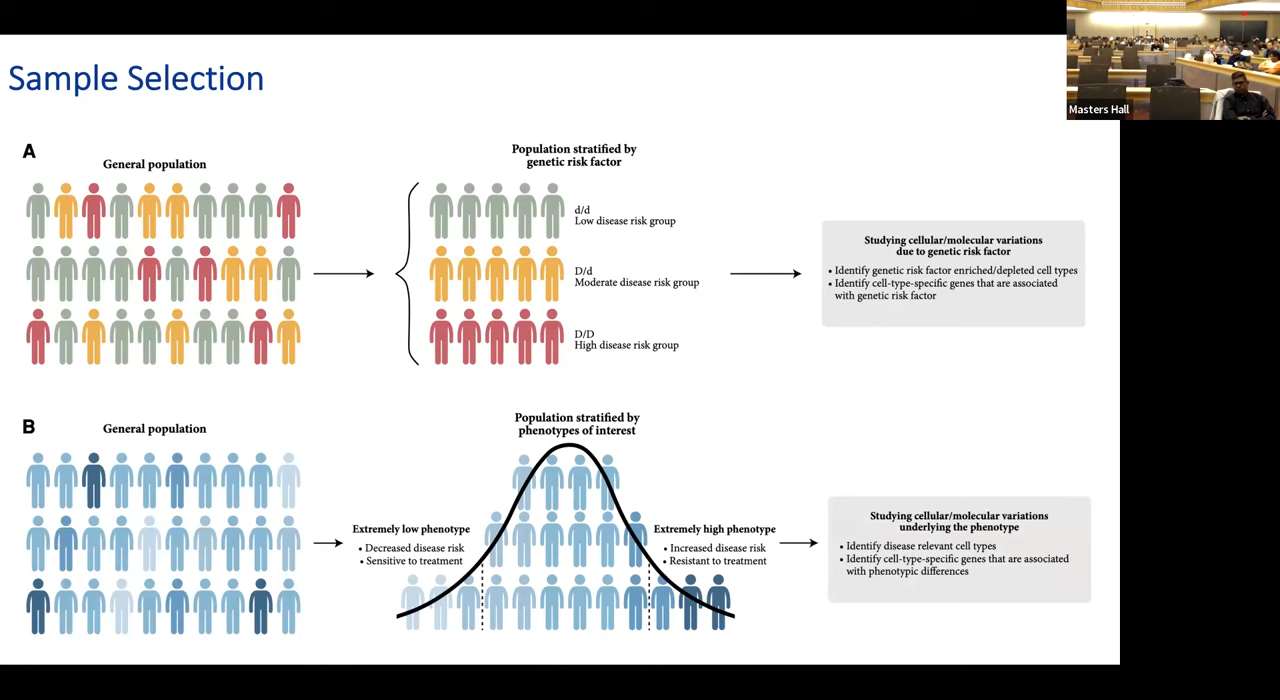 Sample Selection
Masters Hall
A
General population
Population stratified by
genetic risk factor
d/d
Low disease risk group
D/d
Moderate disease risk group
D/D
High disease risk group
Studying cellular/molecular variations
due to genetic risk factor
• Identify genetic risk factor enriched/depleted cell types
• Identify cell-type-specific genes that are associated
with genetic risk factor
B
General population
Population stratified by
phenotypes of interest
Extremely low phenotype
• Decreased disease risk
• Sensitive to treatment
Extremely high phenotype
• Increased disease risk
• Resistant to treatment
Studying cellular/molecular variations
underlying the phenotype
• Identify disease relevant cell types
• Identify cell-type-specific genes that are associated
with phenotypic differences